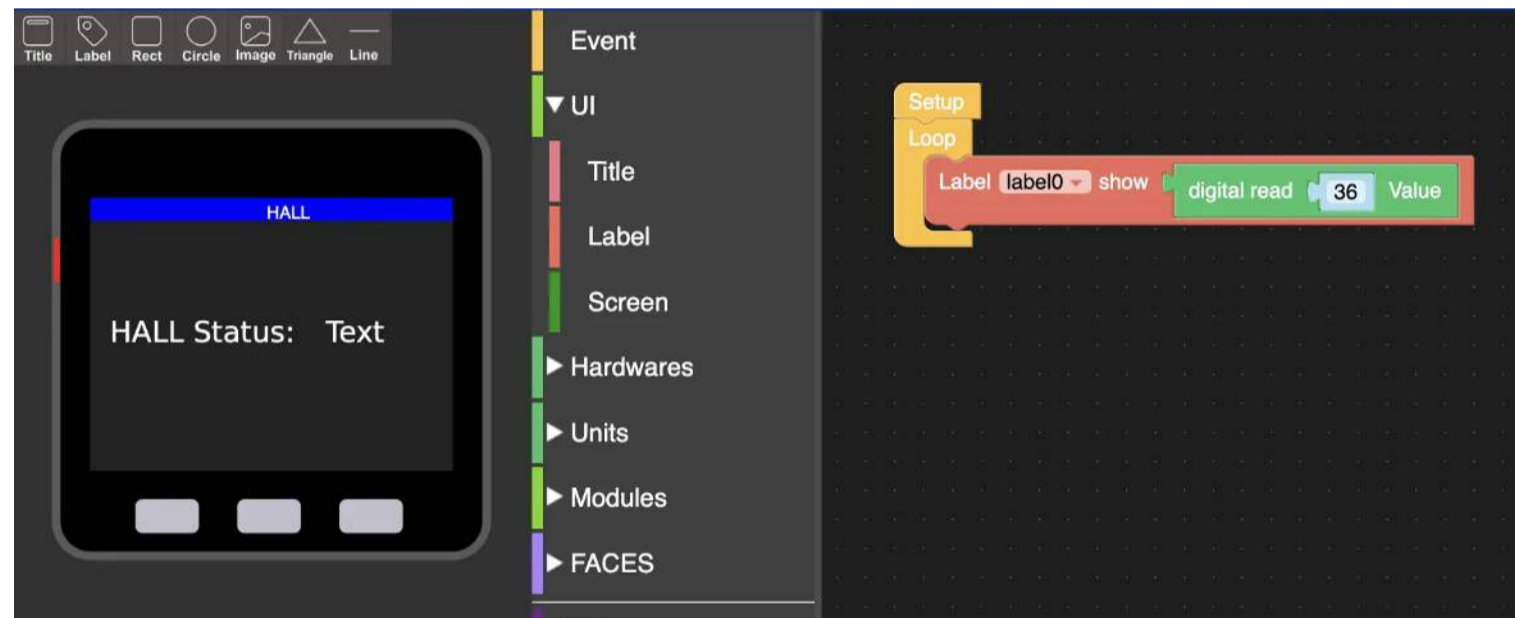 Title Label Rect Circle Image Triangle Line
HALL
HALL Status: Text
Event
UI
Title
Label
Screen
Hardwares
Units
Modules
FACES
Setup
Loop
Label label0 show digital read 36 Value